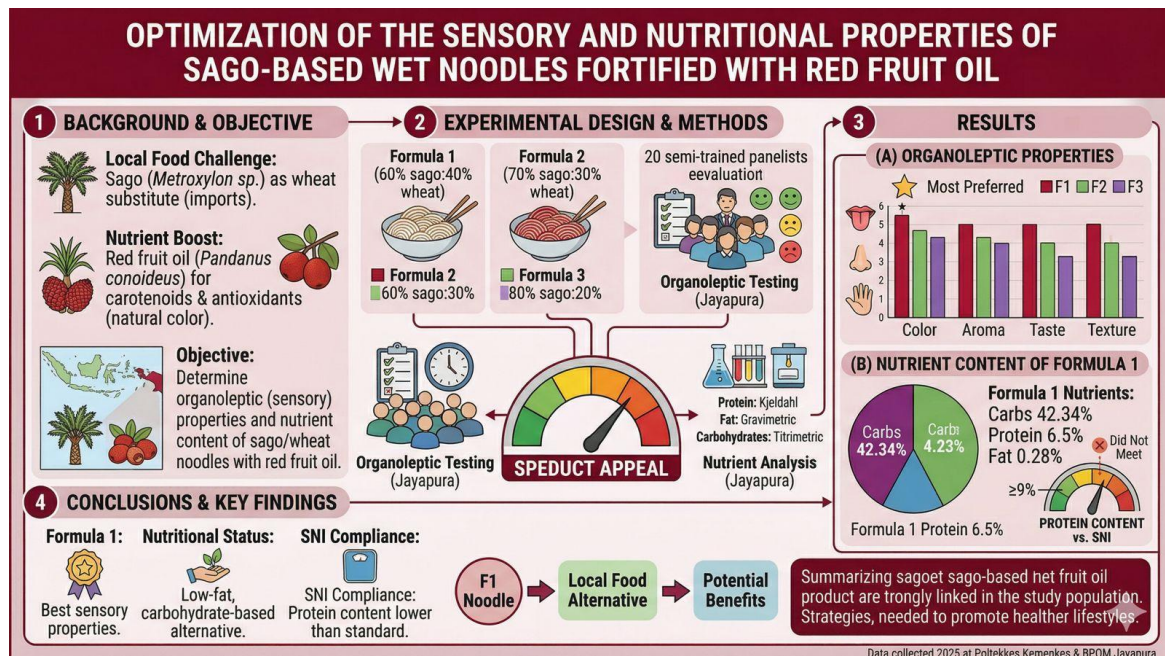 OPTIMIZATION OF THE SENSORY AND NUTRITIONAL PROPERTIES OF
SAGO-BASED WET NOODLES FORTIFIED WITH RED FRUIT OIL
1 BACKGROUND & OBJECTIVE
Local Food Challenge:
Sago (Metroxylon sp.) as wheat
substitute (imports).
Nutrient Boost:
Red fruit oil (Pandanus
conoideus) for
carotenoids & antioxidants
(natural color).
Objective:
Determine
organoleptic (sensory)
properties and nutrient
content of sago/wheat
noodles with red fruit oil.
2 EXPERIMENTAL DESIGN & METHODS
Formula 1
(60% sago:40%
wheat)
Formula 2
60% sago:30%
Formula 2
(70% sago:30%
wheat)
Formula 3
80% sago:20%
20 semi-trained panelists
eevaluation
Organoleptic Testing
(Jayapura)
Organoleptic Testing
(Jayapura)
SPEDUCT APPEAL
Protein: Kjeldahl
Fat: Gravimetric
Carbohydrates: Titrimetric
Nutrient Analysis
(Jayapura)
3 RESULTS
(A) ORGANOLEPTIC PROPERTIES
Most Preferred F1 F2 F3
6
5
4
3
2
1
0
Color Aroma Taste Texture
(B) NUTRIENT CONTENT OF FORMULA 1
Carbs
42.34%
Carbı
4.23%
Formula 1 Protein 6.5%
Formula 1 Nutrients:
Carbs 42.34%
Protein 6.5%
Fat 0.28%
Did Not
Meet
≥9%
PROTEIN CONTENT
vs. SNI
4 CONCLUSIONS & KEY FINDINGS
Formula 1:
Best sensory
properties.
Nutritional Status:
Low-fat,
carbohydrate-based
alternative.
SNI Compliance:
SNI Compliance:
Protein content lower
than standard.
F1
Noodle
Local Food
Alternative
Potential
Benefits
Summarizing sagoet sago-based het fruit oil
product are trongly linked in the study population.
Strategies, needed to promote healther lifestyles.
Data collected 2025 at Poltekkes Kemenkes & BPOM Jayapura